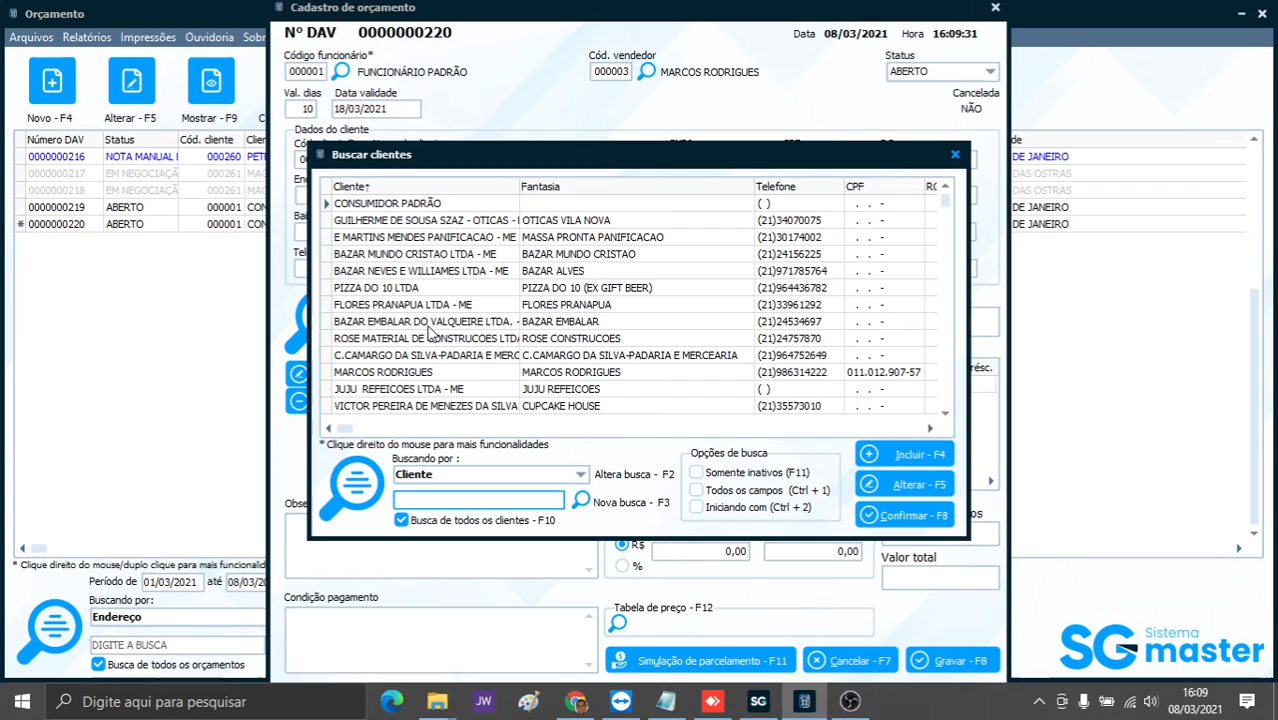 Orçamento
Cadastro de orçamento
Arquivos Relatórios Impressões Ouvidoria
Nº DAV 0000000220
Data 08/03/2021 Hora 16:09:31
Código funcionário* Cód. vendedor Status
000001 FUNCIONÁRIO PADRÃO 000003 MARCOS RODRIGUES ABERTO
Val. dias Data validade Cancelada
10 18/03/2021 NÃO
Novo - F4 Alterar - F5 Mostrar - F9
Dados do cliente
Número DAV Status Cód. cliente
0000000216 NOTA MANUAL 000260 DE JANEIRO
0000000217 EM NEGOCIAÇÃ 000261 DAS OSTRAS
0000000218 EM NEGOCIAÇÃ 000261 DAS OSTRAS
0000000219 ABERTO 000001 CON DE JANEIRO
* 0000000220 ABERTO 000001 CON DE JANEIRO
Buscar clientes
Cliente↑ Fantasia Telefone CPF
CONSUMIDOR PADRÃO ( ) . . -
GUILHERME DE SOUSA SZAZ - OTICAS - OTICAS VILA NOVA (21)34070075 . . -
E MARTINS MENDES PANIFICACAO - ME MASSA PRONTA PANIFICACAO (21)30174002 . . -
BAZAR MUNDO CRISTAO LTDA - ME BAZAR MUNDO CRISTAO (21)24156225 . . -
BAZAR NEVES E WILLIAMES LTDA - ME BAZAR ALVES (21)971785764 . . -
PIZZA DO 10 LTDA PIZZA DO 10 (EX GIFT BEER) (21)964436782 . . -
FLORES PRANAPUA LTDA - ME FLORES PRANAPUA (21)33961292 . . -
BAZAR EMBALAR DO VALQUEIRE LTDA. - BAZAR EMBALAR (21)24534697 . . -
ROSE MATERIAL DE CONSTRUCOES LTDA ROSE CONSTRUCOES (21)24757870 . . -
C.CAMARGO DA SILVA-PADARIA E MERC C.CAMARGO DA SILVA-PADARIA E MERCEARIA (21)964752649 . . -
MARCOS RODRIGUES MARCOS RODRIGUES (21)986314222 011.012.907-57
JUJU REFEICOES LTDA - ME JUJU REFEICOES ( ) . . -
VICTOR PEREIRA DE MENEZES DA SILVA CUPCAKE HOUSE (21)35573010 . . -
* Clique direito do mouse para mais funcionalidades
Buscando por :
Cliente Altera busca - F2
Nova busca - F3
Busca de todos os clientes - F10
Opções de busca
Somente inativos (F11)
Todos os campos (Ctrl + 1)
Iniciando com (Ctrl + 2)
Incluir - F4
Alterar - F5
Confirmar - F8
R$ 0,00 0,00
%
Valor total
Condição pagamento
Tabela de preço - F12
Simulação de parcelamento - F11 Cancelar - F7 Gravar - F8
* Clique direito do mouse/duplo clique para mais
Período de 01/03/2021 até
Buscando por:
Endereço
DIGITE A BUSCA
Busca de todos os orçamentos
SG Sistema master
Digite aqui para pesquisar
JW
SG
16:09
08/03/2021